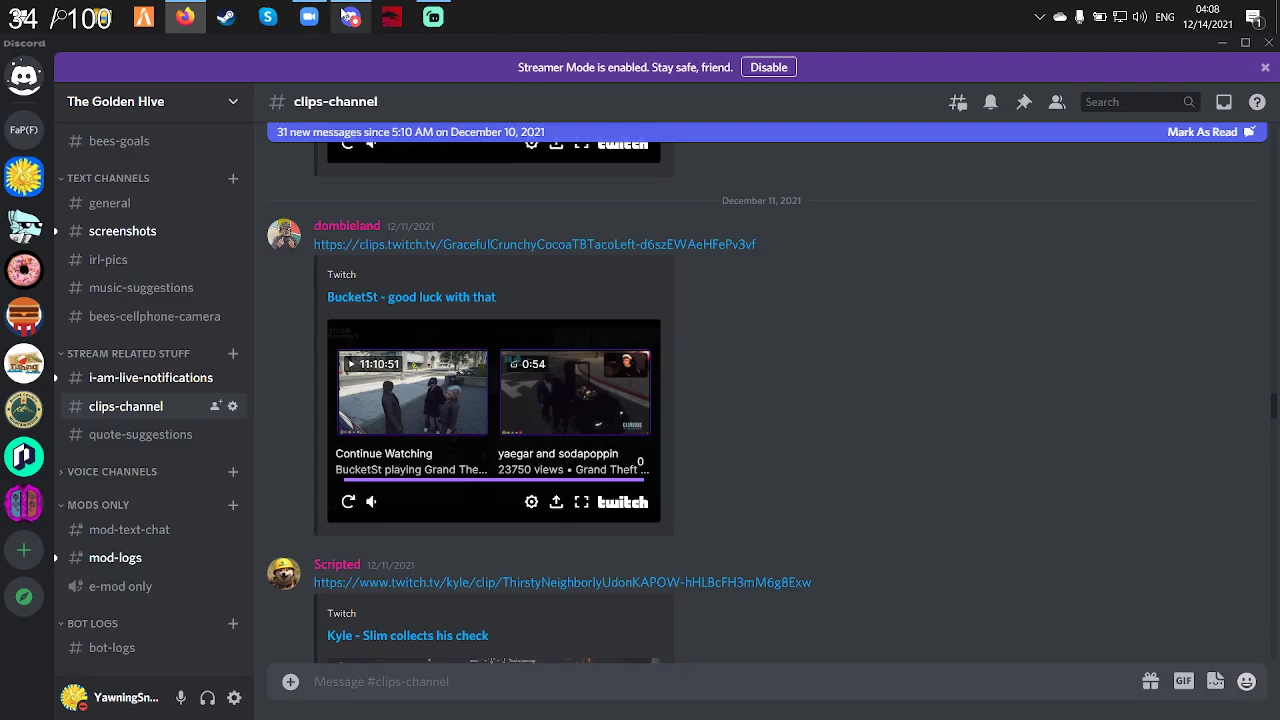 34 /100
ENG
04:08
12/14/2021
1
Discord
Streamer Mode is enabled. Stay safe, friend.
Disable
The Golden Hive
# clips-channel
Search
31 new messages since 5:10 AM on December 10, 2021
Mark As Read
FaP(F)
bees-goals
TEXT CHANNELS
general
screenshots
irl-pics
music-suggestions
bees-cellphone-camera
STREAM RELATED STUFF
i-am-live-notifications
clips-channel
quote-suggestions
VOICE CHANNELS
MODS ONLY
mod-text-chat
mod-logs
e-mod only
BOT LOGS
bot-logs
YawningSn...
twitch
December 11, 2021
dombieland 12/11/2021
https://clips.twitch.tv/GracefulCrunchyCocoaTBTacoLeft-d6szEWAeHFePv3vf
Twitch
BucketSt - good luck with that
11:10:51
0:54
GLORIOUS
Continue Watching
BucketSt playing Grand The...
yaegar and sodapoppin
23750 views • Grand Theft ...
0
twitch
Scripted 12/11/2021
https://www.twitch.tv/kyle/clip/ThirstyNeighborlyUdonKAPOW-hHLBcFH3mM6g8Exw
Twitch
Kyle - Slim collects his check
Message #clips-channel
GIF